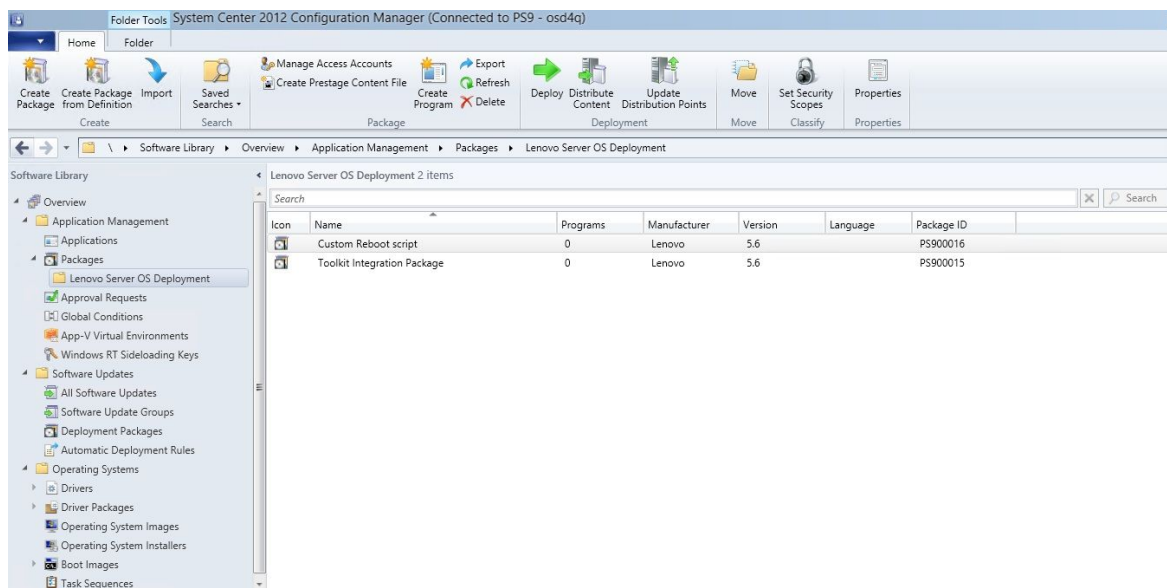 Folder Tools System Center 2012 Configuration Manager (Connected to PS9 - osd4q)
Home Folder
Create Package
Create Package from Definition
Import
Saved Searches
Manage Access Accounts
Create Prestage Content File
Create Program
Export
Refresh
Delete
Deploy
Distribute Content
Update Distribution Points
Move
Set Security Scopes
Properties
Create Search Package Deployment Move Classify Properties
\ Software Library Overview Application Management Packages Lenovo Server OS Deployment
Software Library
Overview
Application Management
Applications
Packages
Lenovo Server OS Deployment
Approval Requests
Global Conditions
App-V Virtual Environments
Windows RT Sideloading Keys
Software Updates
All Software Updates
Software Update Groups
Deployment Packages
Automatic Deployment Rules
Operating Systems
Drivers
Driver Packages
Operating System Images
Operating System Installers
Boot Images
Task Sequences
Lenovo Server OS Deployment 2 items
Search Search
Icon Name Programs Manufacturer Version Language Package ID
Custom Reboot script 0 Lenovo 5.6 PS900016
Toolkit Integration Package 0 Lenovo 5.6 PS900015